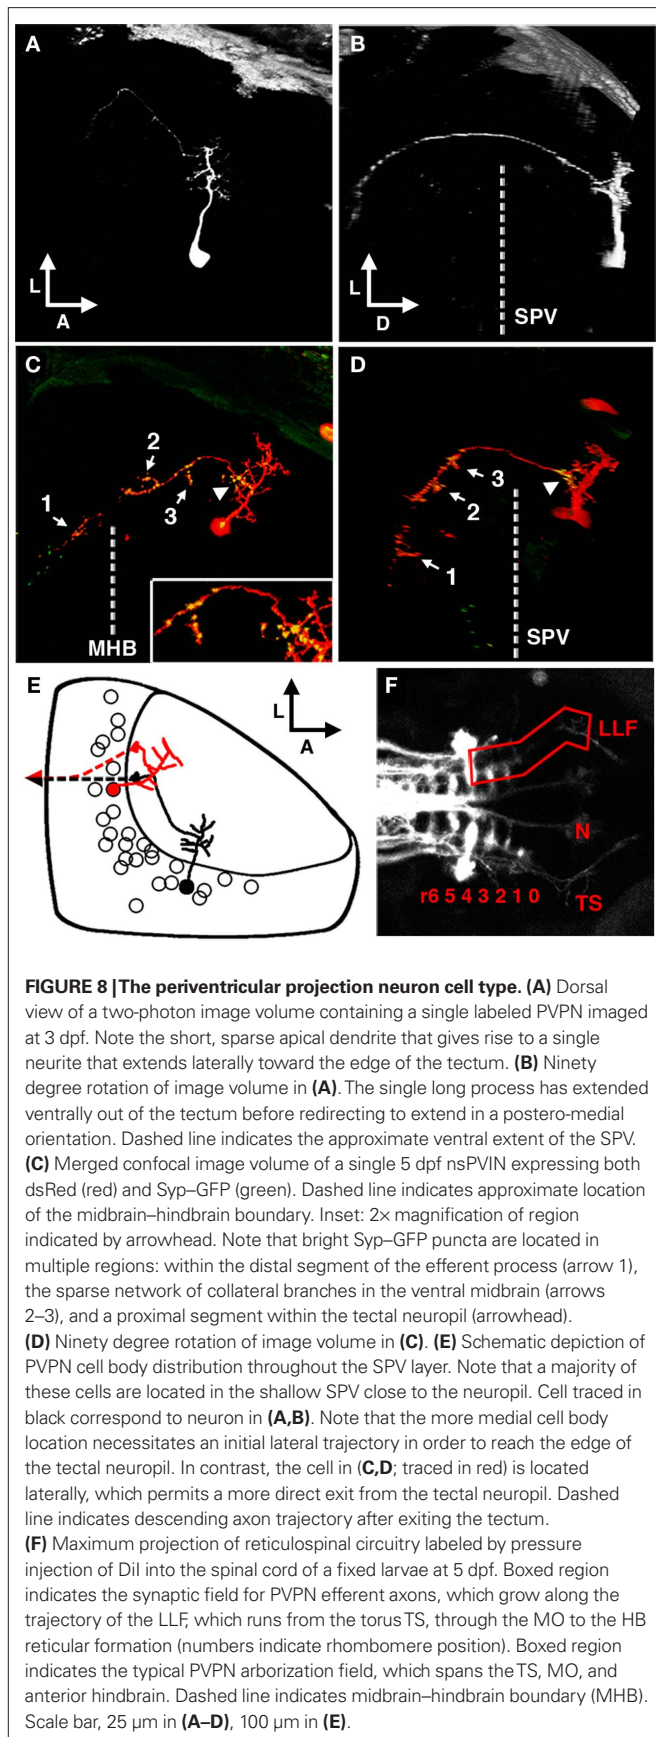 A
B
L
A
L
D
SPV
C
D
2
1
3
3
2
1
MHB
SPV
E
F
L
A
LLF
N
r6 5 4 3 2 1 0
TS
FIGURE 8 | The periventricular projection neuron cell type. (A) Dorsal
view of a two-photon image volume containing a single labeled PVPN imaged
at 3 dpf. Note the short, sparse apical dendrite that gives rise to a single
neurite that extends laterally toward the edge of the tectum. (B) Ninety
degree rotation of image volume in (A). The single long process has extended
ventrally out of the tectum before redirecting to extend in a postero-medial
orientation. Dashed line indicates the approximate ventral extent of the SPV.
(C) Merged confocal image volume of a single 5 dpf nsPVIN expressing both
dsRed (red) and Syp–GFP (green). Dashed line indicates approximate location
of the midbrain–hindbrain boundary. Inset: 2× magnification of region
indicated by arrowhead. Note that bright Syp–GFP puncta are located in
multiple regions: within the distal segment of the efferent process (arrow 1),
the sparse network of collateral branches in the ventral midbrain (arrows
2–3), and a proximal segment within the tectal neuropil (arrowhead).
(D) Ninety degree rotation of image volume in (C). (E) Schematic depiction of
PVPN cell body distribution throughout the SPV layer. Note that a majority of
these cells are located in the shallow SPV close to the neuropil. Cell traced in
black correspond to neuron in (A,B). Note that the more medial cell body
location necessitates an initial lateral trajectory in order to reach the edge of
the tectal neuropil. In contrast, the cell in (C,D; traced in red) is located
laterally, which permits a more direct exit from the tectal neuropil. Dashed
line indicates descending axon trajectory after exiting the tectum.
(F) Maximum projection of reticulospinal circuitry labeled by pressure
injection of DiI into the spinal cord of a fixed larvae at 5 dpf. Boxed region
indicates the synaptic field for PVPN efferent axons, which grow along the
trajectory of the LLF, which runs from the torus TS, through the MO to the HB
reticular formation (numbers indicate rhombomere position). Boxed region
indicates the typical PVPN arborization field, which spans the TS, MO, and
anterior hindbrain. Dashed line indicates midbrain–hindbrain boundary (MHB).
Scale bar, 25 μm in (A–D), 100 μm in (E).